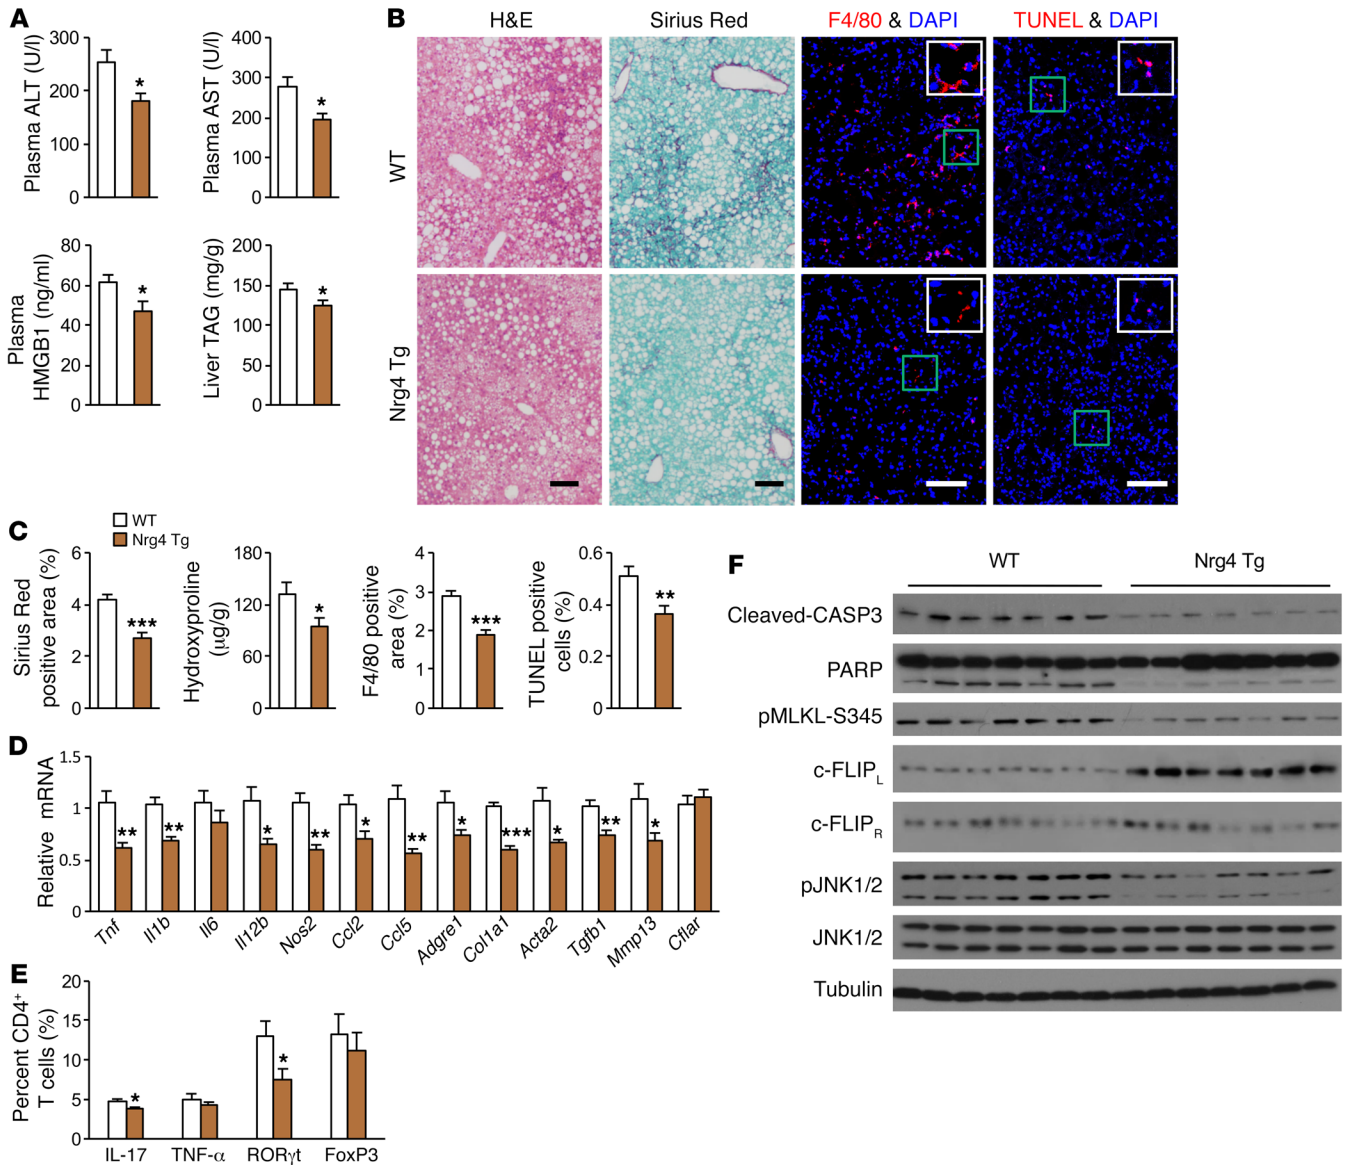 A
Plasma ALT (U/l)
300
200
100
0
*
Plasma AST (U/l)
400
300
200
100
0
*
Plasma
HMGB1 (ng/ml)
80
60
40
20
0
*
Liver TAG (mg/g)
200
150
100
50
0
*
B
H&E
Sirius Red
F4/80 & DAPI
TUNEL & DAPI
WT
Nrg4 Tg
C
WT
Nrg4 Tg
Sirius Red
positive area (%)
6
4
2
0
***
Hydroxyproline
(μg/g)
180
120
60
0
*
F4/80 positive
area (%)
4
3
2
1
0
***
TUNEL positive
cells (%)
0.6
0.4
0.2
0
**
D
Relative mRNA
1.5
1
0.5
0
** ** * ** * ** * *** * ** *
Tnf Il1b Il6 Il12b Nos2 Ccl2 Ccl5 Adgre1 Col1a1 Acta2 Tgfb1 Mmp13 Cflar
E
Percent CD4+
T cells (%)
20
15
10
5
0
* *
IL-17 TNF-α RORγt FoxP3
F
WT Nrg4 Tg
Cleaved-CASP3
PARP
pMLKL-S345
c-FLIPL
c-FLIPR
pJNK1/2
JNK1/2
Tubulin